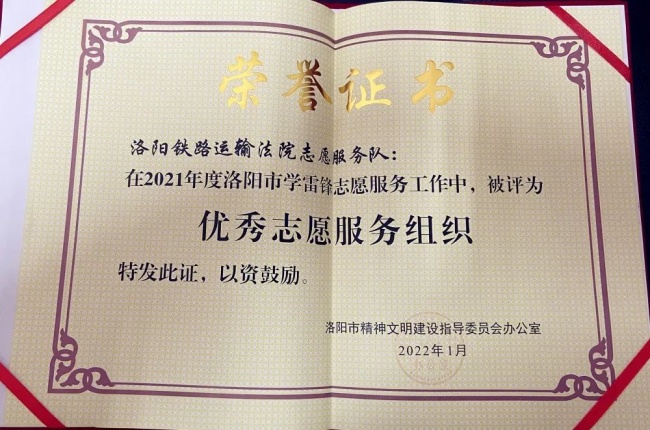 荣誉证书
洛阳铁路运输法院志愿服务队：
在2021年度洛阳市学雷锋志愿服务工作中，被评为
优秀志愿服务组织
特发此证，以资鼓励。
洛阳市精神文明建设指导委员会办公室
2022年1月